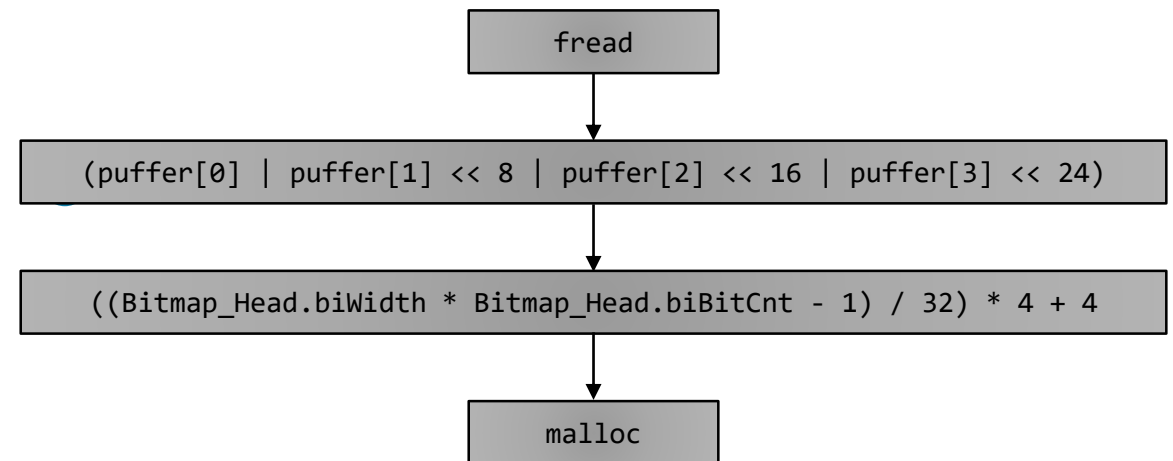 fread
(puffer[0] | puffer[1] << 8 | puffer[2] << 16 | puffer[3] << 24)
((Bitmap_Head.biWidth * Bitmap_Head.biBitCnt - 1) / 32) * 4 + 4
malloc